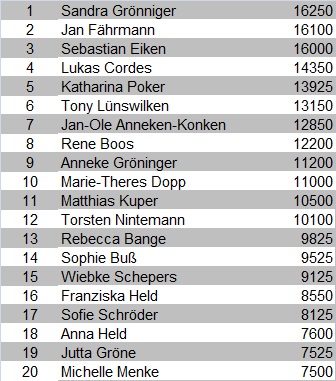 1 Sandra Grönniger 16250
2 Jan Fährmann 16100
3 Sebastian Eiken 16000
4 Lukas Cordes 14350
5 Katharina Poker 13925
6 Tony Lünswilken 13150
7 Jan-Ole Anneken-Konken 12850
8 Rene Boos 12200
9 Anneke Gröninger 11200
10 Marie-Theres Dopp 11000
11 Matthias Kuper 10500
12 Torsten Nintemann 10100
13 Rebecca Bange 9825
14 Sophie Buß 9525
15 Wiebke Schepers 9125
16 Franziska Held 8550
17 Sofie Schröder 8125
18 Anna Held 7600
19 Jutta Gröne 7525
20 Michelle Menke 7500